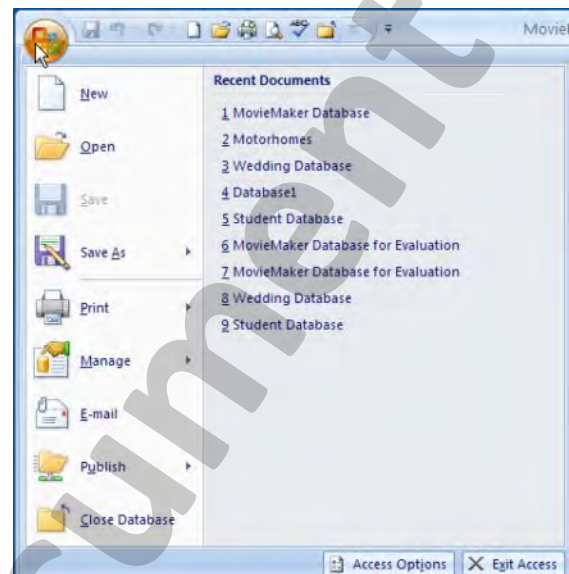 Movie
New
Open
Save
Save As
Print
Manage
E-mail
Publish
Close Database
Recent Documents
1 MovieMaker Database
2 Motorhomes
3 Wedding Database
4 Database1
5 Student Database
6 MovieMaker Database for Evaluation
7 MovieMaker Database for Evaluation
8 Wedding Database
9 Student Database
Access Options
Exit Access
ument